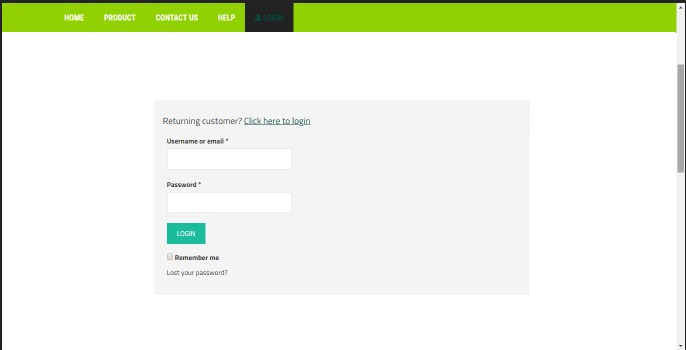 HOME PRODUCT CONTACT US HELP LOGIN
Returning customer? Click here to login
Username or email *
Password *
LOGIN
Remember me
Lost your password?